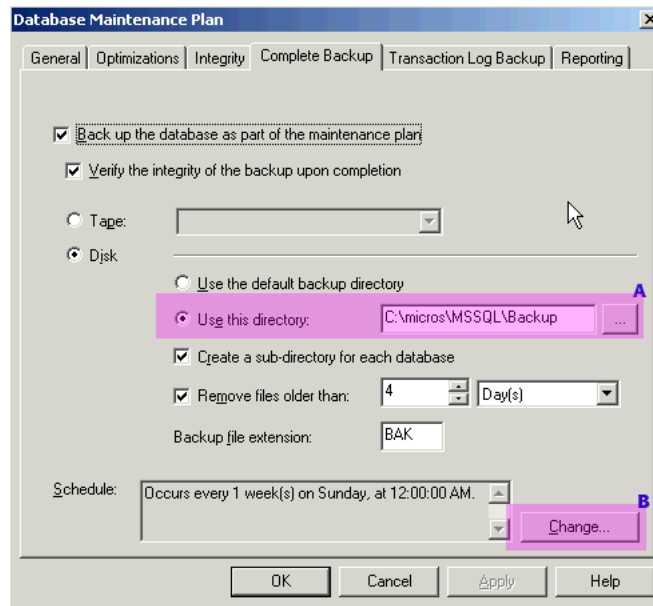 Database Maintenance Plan
General Optimizations Integrity Complete Backup Transaction Log Backup Reporting
Back up the database as part of the maintenance plan
Verify the integrity of the backup upon completion
Tape:
Disk
Use the default backup directory
A
Use this directory: C:\micros\MSSQL\Backup ...
Create a sub-directory for each database
Remove files older than: 4 Day(s)
Backup file extension: BAK
Schedule: Occurs every 1 week(s) on Sunday, at 12:00:00 AM.
B
Change...
OK Cancel Apply Help